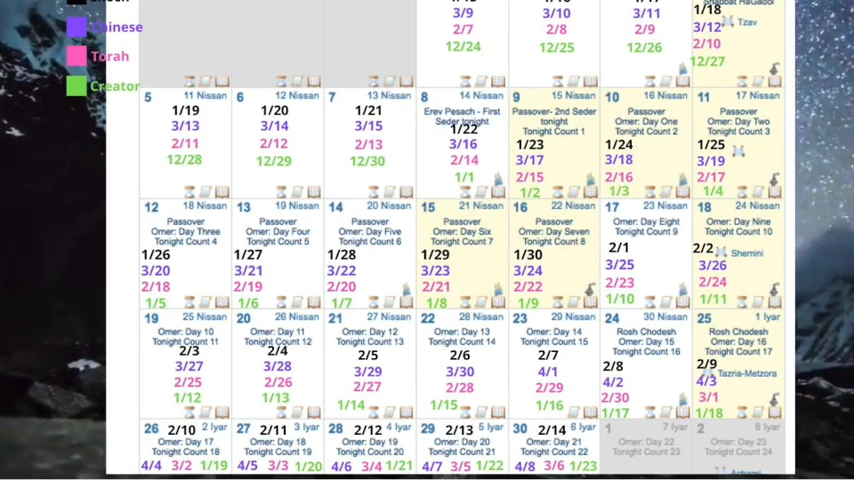 Chinese
Torah
Creator
3/9
2/7
12/24
3/10
2/8
12/25
3/11
2/9
12/26
Shabbat HaGadol
1/18
3/12 Tzav
2/10
12/27
5 11 Nissan
1/19
3/13
2/11
12/28
6 12 Nissan
1/20
3/14
2/12
12/29
7 13 Nissan
1/21
3/15
2/13
12/30
8 14 Nissan
Erev Pesach - First
Seder tonight
1/22
3/16
2/14
1/1
9 15 Nissan
Passover- 2nd Seder
tonight
Tonight Count 1
1/23
3/17
2/15
1/2
10 16 Nissan
Passover
Omer: Day One
Tonight Count 2
1/24
3/18
2/16
1/3
11 17 Nissan
Passover
Omer: Day Two
Tonight Count 3
1/25
3/19
2/17
1/4
12 18 Nissan
Passover
Omer: Day Three
Tonight Count 4
1/26
3/20
2/18
1/5
13 19 Nissan
Passover
Omer: Day Four
Tonight Count 5
1/27
3/21
2/19
1/6
14 20 Nissan
Passover
Omer: Day Five
Tonight Count 6
1/28
3/22
2/20
1/7
15 21 Nissan
Passover
Omer: Day Six
Tonight Count 7
1/29
3/23
2/21
1/8
16 22 Nissan
Passover
Omer: Day Seven
Tonight Count 8
1/30
3/24
2/22
1/9
17 23 Nissan
Omer: Day Eight
Tonight Count 9
2/1
3/25
2/23
1/10
18 24 Nissan
Omer: Day Nine
Tonight Count 10
2/2 Shemini
3/26
2/24
1/11
19 25 Nissan
Omer: Day 10
Tonight Count 11
2/3
3/27
2/25
1/12
20 26 Nissan
Omer: Day 11
Tonight Count 12
2/4
3/28
2/26
1/13
21 27 Nissan
Omer: Day 12
Tonight Count 13
2/5
3/29
2/27
1/14
22 28 Nissan
Omer: Day 13
Tonight Count 14
2/6
3/30
2/28
1/15
23 29 Nissan
Omer: Day 14
Tonight Count 15
2/7
4/1
2/29
1/16
24 30 Nissan
Rosh Chodesh
Omer: Day 15
Tonight Count 16
2/8
4/2
2/30
1/17
25 1 Iyar
Rosh Chodesh
Omer: Day 16
Tonight Count 17
2/9
Tazria-Metzora
4/3
3/1
1/18
26 2/10 2 Iyar
Omer: Day 17
Tonight Count 18
4/4 3/2 1/19
27 2/11 3 Iyar
Omer: Day 18
Tonight Count 19
4/5 3/3 1/20
28 2/12 4 Iyar
Omer: Day 19
Tonight Count 20
4/6 3/4 1/21
29 2/13 5 Iyar
Omer: Day 20
Tonight Count 21
4/7 3/5 1/22
30 2/14 6 Iyar
Omer: Day 21
Tonight Count 22
4/8 3/6 1/23
1 7 Iyar
Omer: Day 22
Tonight Count 23
2 8 Iyar
Omer: Day 23
Tonight Count 24